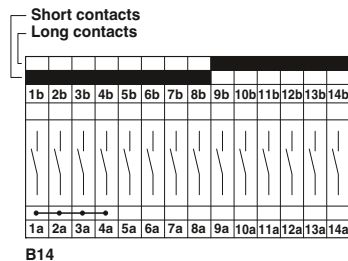 Short contacts
Long contacts
1b 2b 3b 4b 5b 6b 7b 8b 9b 10b 11b 12b 13b 14b
1a 2a 3a 4a 5a 6a 7a 8a 9a 10a 11a 12a 13a 14a
B14